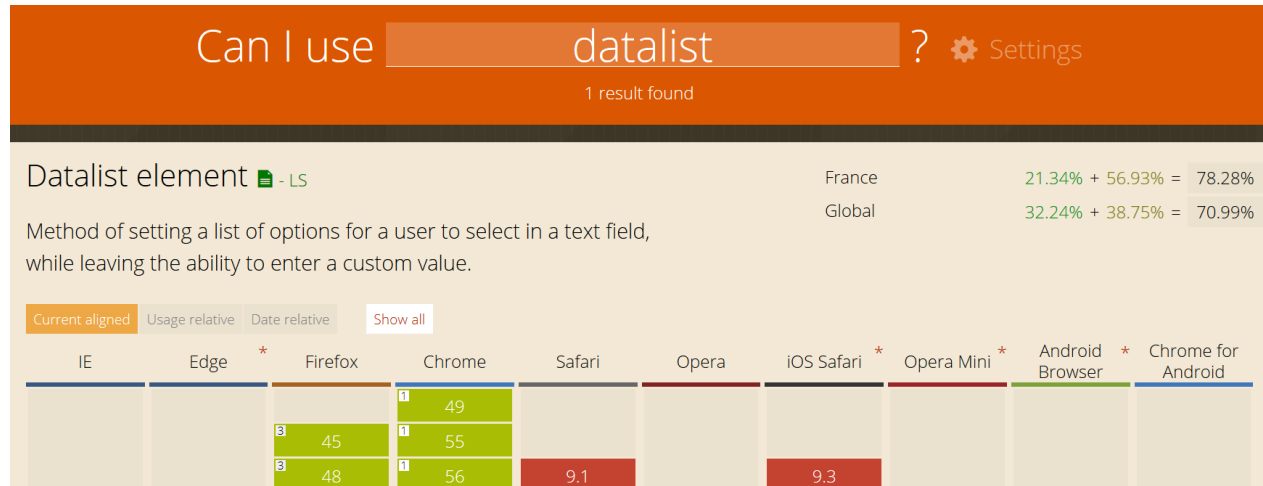 Can I use datalist ? Settings
1 result found
Datalist element - LS
France 21.34% + 56.93% = 78.28%
Global 32.24% + 38.75% = 70.99%
Method of setting a list of options for a user to select in a text field,
while leaving the ability to enter a custom value.
Current aligned Usage relative Date relative Show all
IE Edge * Firefox Chrome Safari Opera iOS Safari * Opera Mini * Android Browser * Chrome for Android
1 49
3 45 1 55
3 48 1 56 9.1 9.3